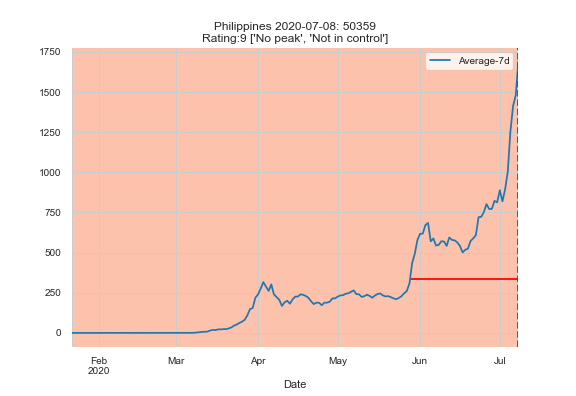 Philippines 2020-07-08: 50359
Rating:9 ['No peak', 'Not in control']
Average-7d
1750
1500
1250
1000
750
500
250
0
Feb
2020
Mar
Apr
May
Jun
Jul
Date